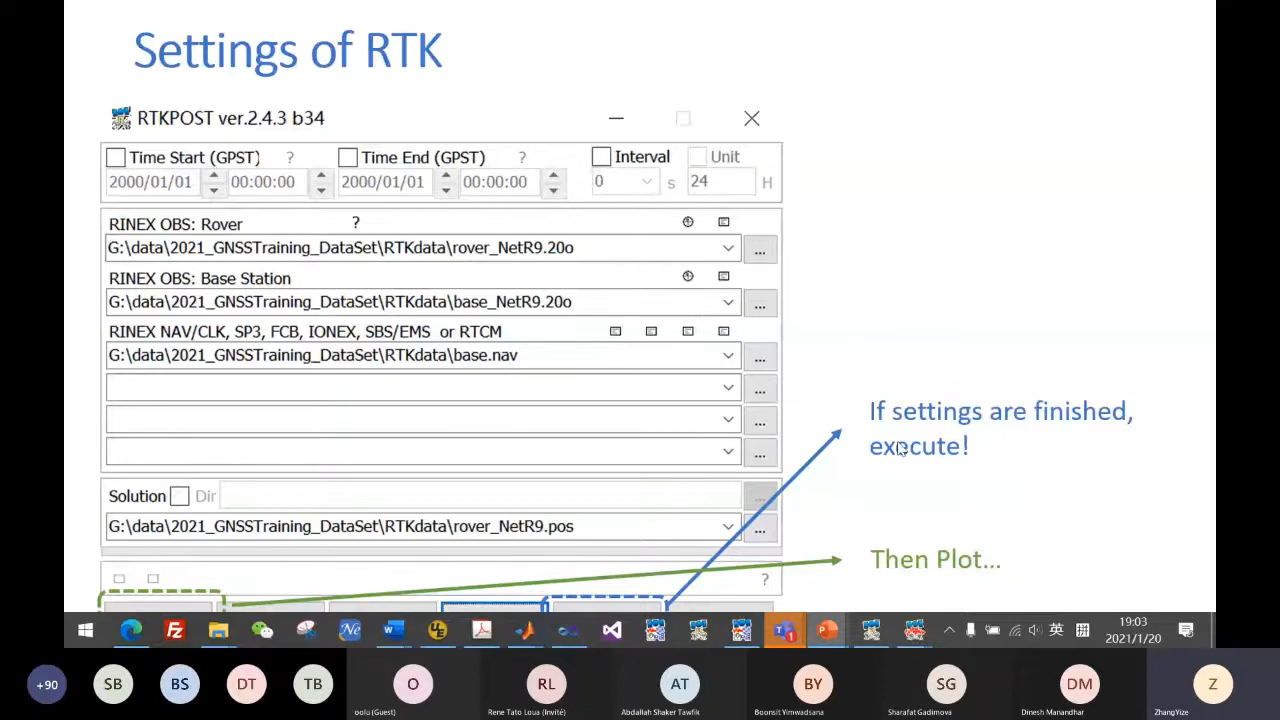 Settings of RTK
RTKPOST ver.2.4.3 b34
Time Start (GPST) ? Time End (GPST) ? Interval Unit
2000/01/01 00:00:00 2000/01/01 00:00:00 0 s 24 H
RINEX OBS: Rover ?
G:\data\2021_GNSSTraining_DataSet\RTKdata\rover_NetR9.20o ...
RINEX OBS: Base Station
G:\data\2021_GNSSTraining_DataSet\RTKdata\base_NetR9.20o ...
RINEX NAV/CLK, SP3, FCB, IONEX, SBS/EMS or RTCM
G:\data\2021_GNSSTraining_DataSet\RTKdata\base.nav ...
...
...
...
If settings are finished,
execute!
Solution Dir ...
G:\data\2021_GNSSTraining_DataSet\RTKdata\rover_NetR9.pos ...
Then Plot...
?
英 拼 19:03
2021/1/20
+90 SB BS DT TB O RL AT BY SG DM Z
oolu (Guest) Rene Tato Loua (Invité) Abdallah Shaker Tawfik Boonsit Yimwadsana Sharafat Gadimova Dinesh Manandhar ZhangYize